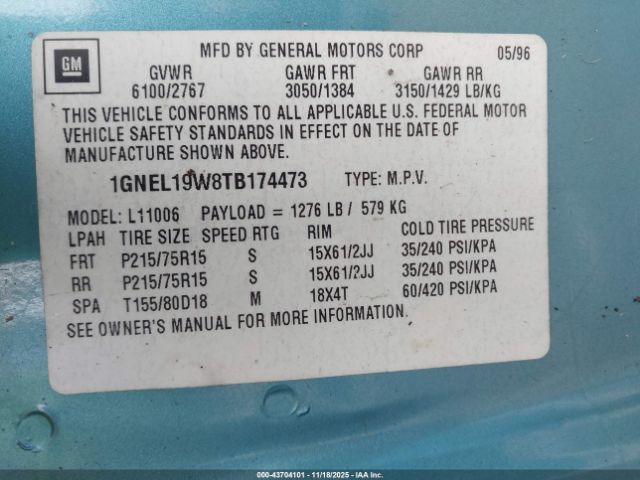 GM
MFD BY GENERAL MOTORS CORP 05/96
GVWR GAWR FRT GAWR RR
6100/2767 3050/1384 3150/1429 LB/KG
THIS VEHICLE CONFORMS TO ALL APPLICABLE U.S. FEDERAL MOTOR
VEHICLE SAFETY STANDARDS IN EFFECT ON THE DATE OF
MANUFACTURE SHOWN ABOVE.
1GNEL19W8TB174473 TYPE: M.P.V.
MODEL: L11006 PAYLOAD = 1276 LB / 579 KG
LPAH TIRE SIZE SPEED RTG RIM COLD TIRE PRESSURE
FRT P215/75R15 S 15X61/2JJ 35/240 PSI/KPA
RR P215/75R15 S 15X61/2JJ 35/240 PSI/KPA
SPA T155/80D18 M 18X4T 60/420 PSI/KPA
SEE OWNER'S MANUAL FOR MORE INFORMATION.
000-43704101 - 11/18/2025 - IAAI, Inc.